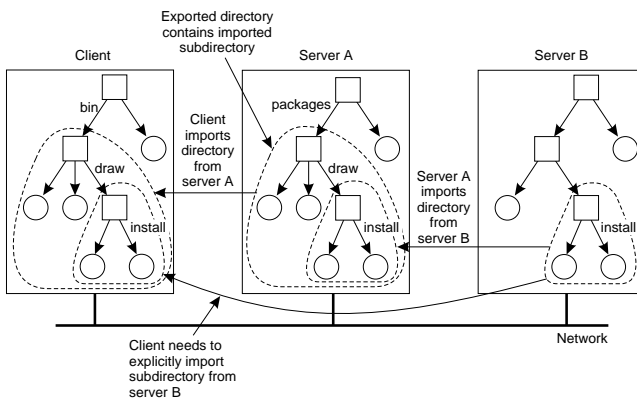 Exported directory
contains imported
subdirectory
Client
Server A
Server B
bin
packages
Client
imports
directory
from
server A
draw
draw
Server A
imports
directory
from
server B
install
install
install
Client needs to
explicitly import
subdirectory from
server B
Network